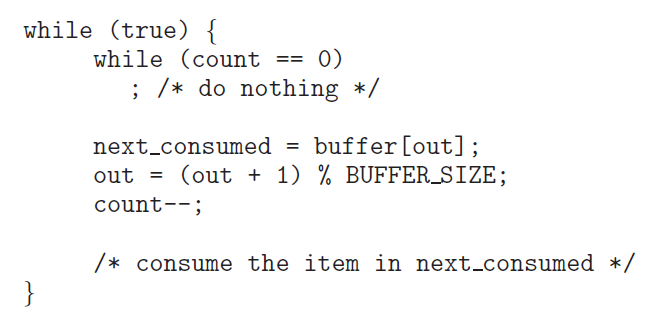 while (true) {
while (count == 0)
; /* do nothing */
next_consumed = buffer[out];
out = (out + 1) % BUFFER_SIZE;
count--;
/* consume the item in next_consumed */
}